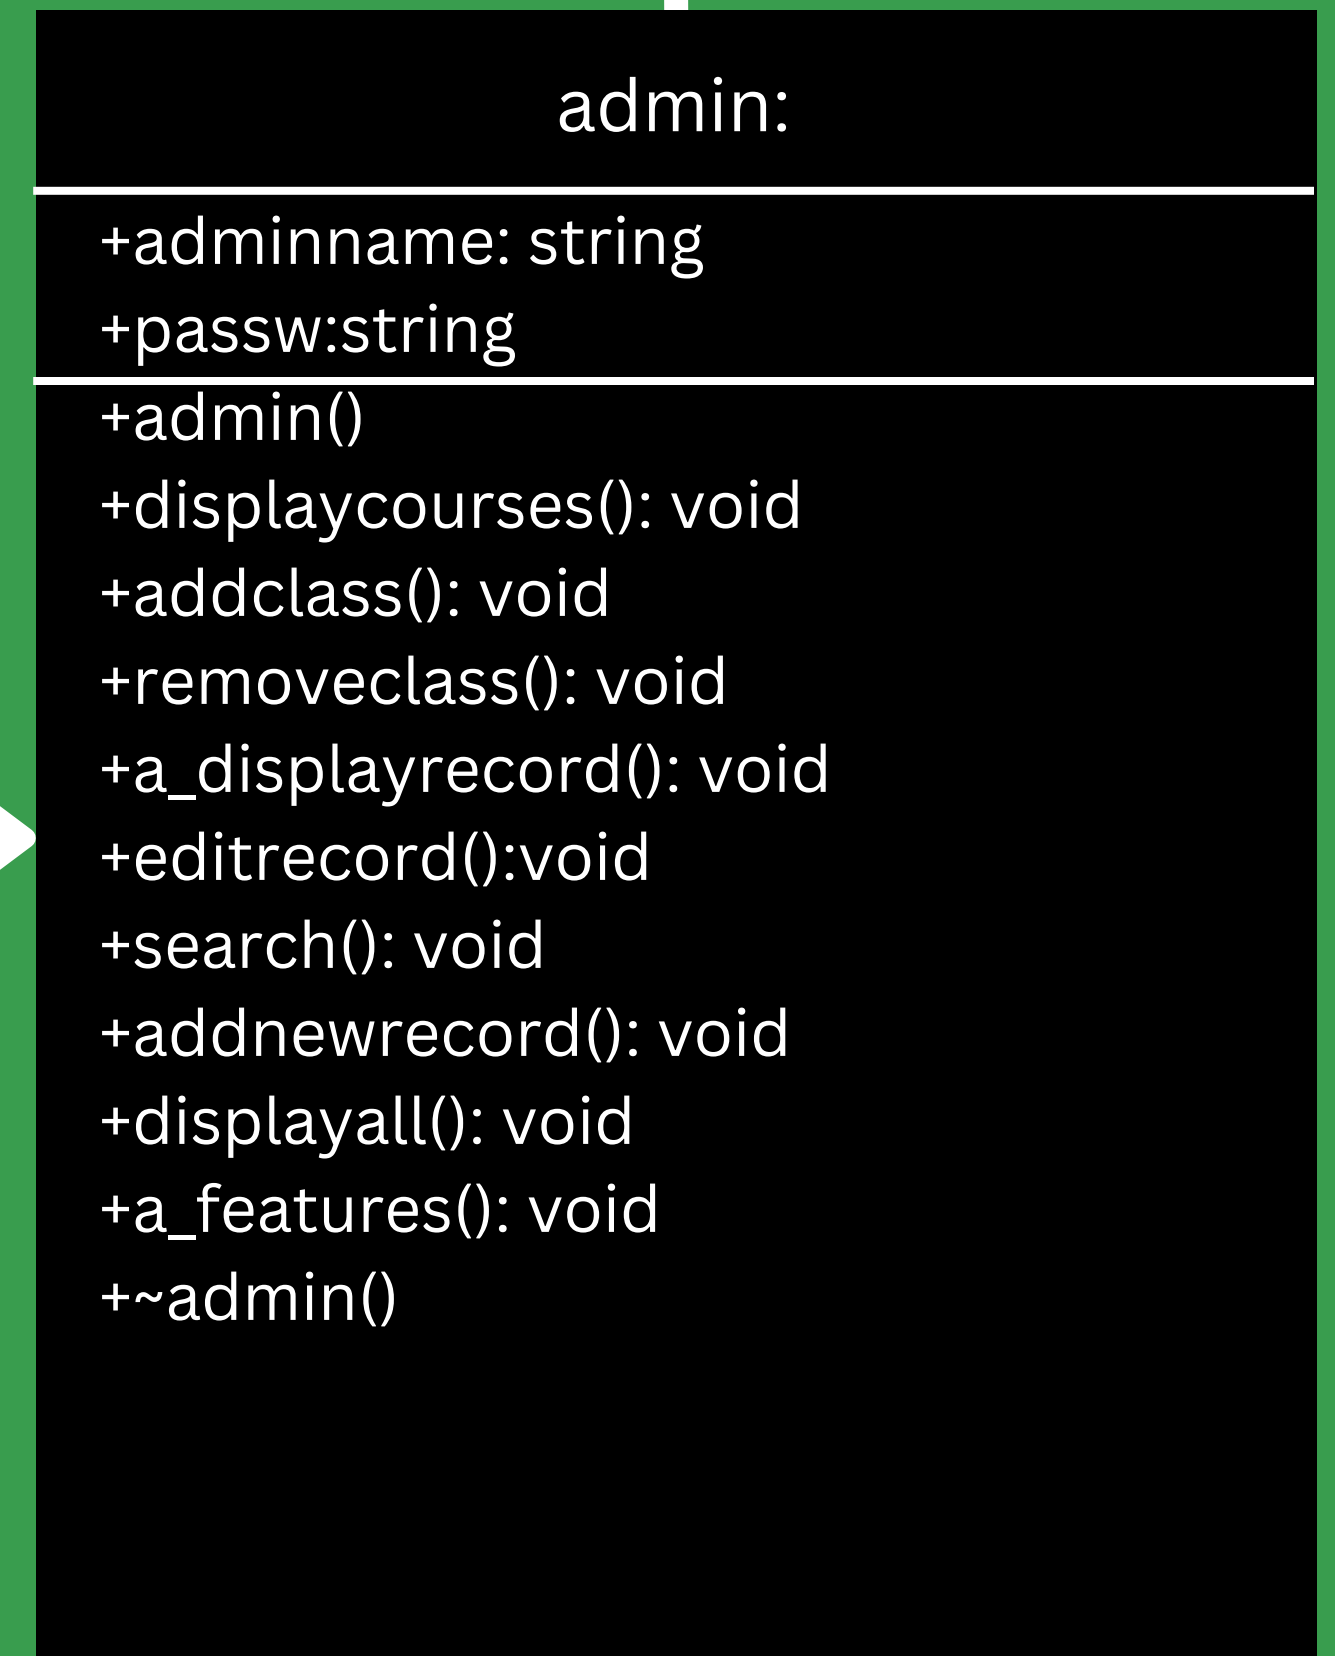 admin:
+adminname: string
+passw:string
+admin()
+displaycourses(): void
+addclass(): void
+removeclass(): void
+a_displayrecord(): void
+editrecord():void
+search(): void
+addnewrecord(): void
+displayall(): void
+a_features(): void
+~admin()